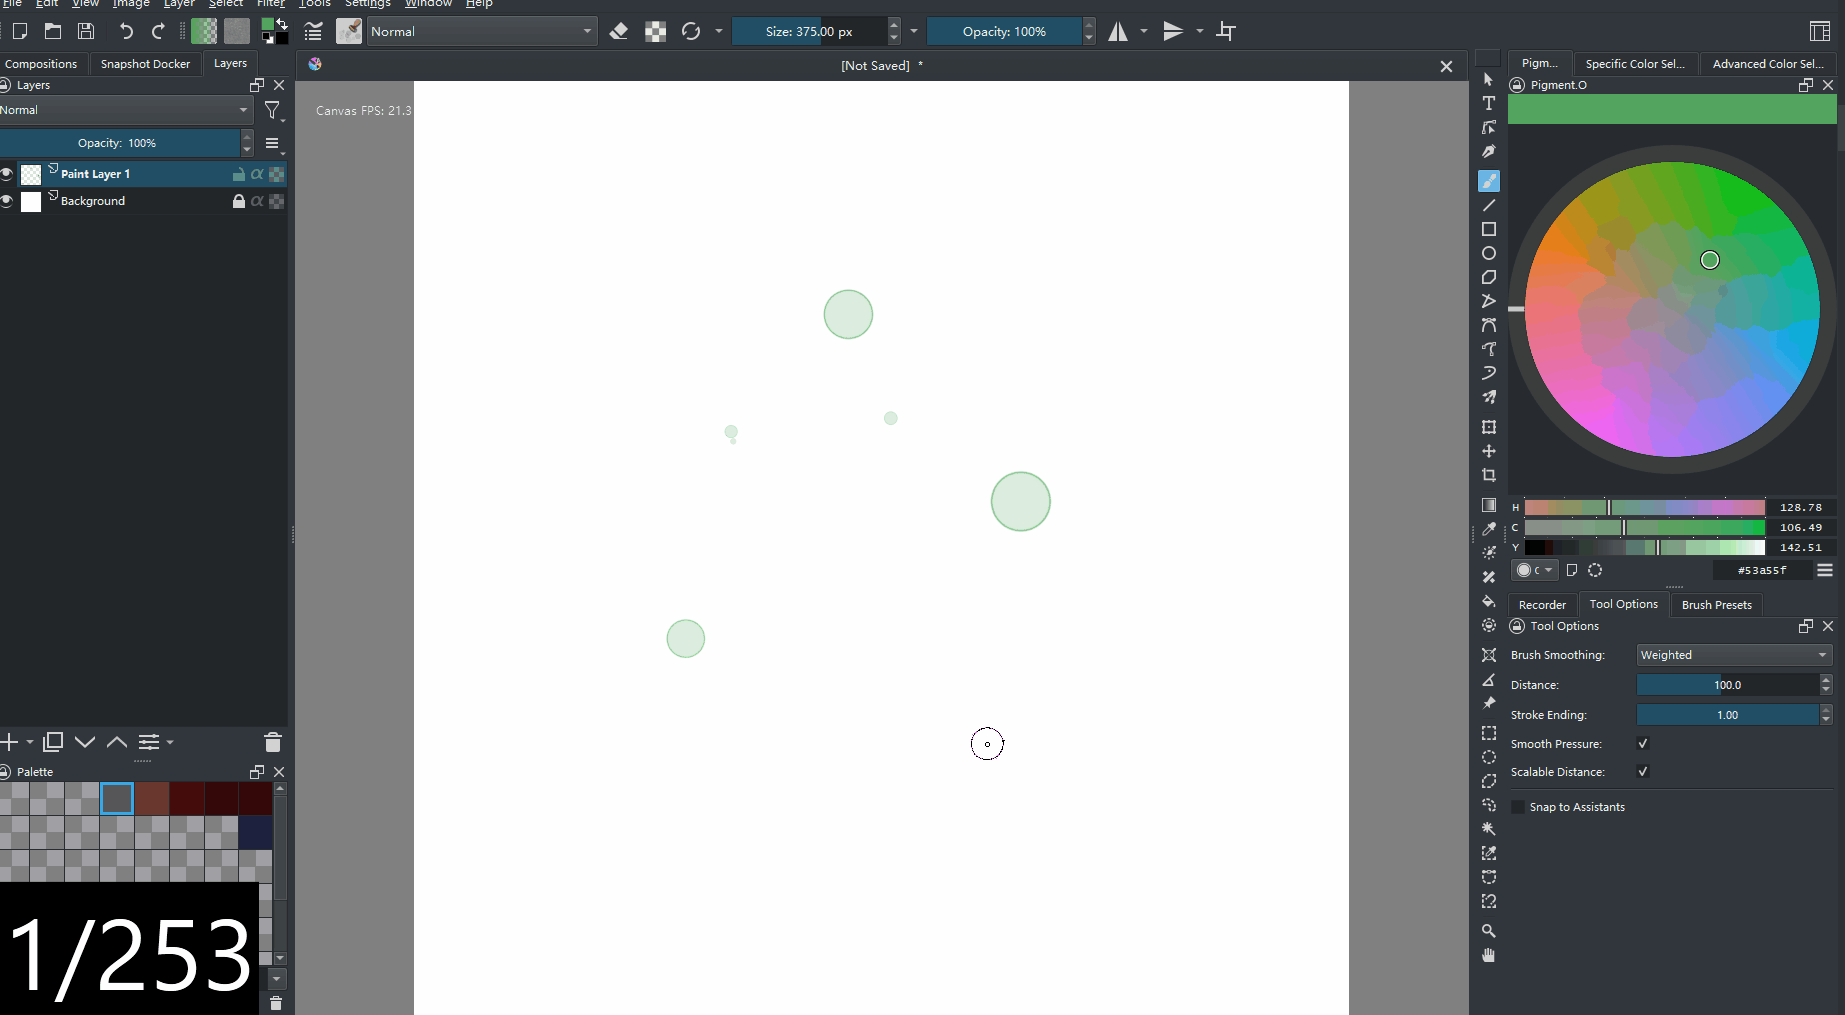 File Edit View Image Layer Select Filter Tools Settings Window Help
Normal
Size: 375.00 px
Opacity: 100%
Compositions
Snapshot Docker
Layers
[Not Saved] *
Pigm...
Specific Color Sel...
Advanced Color Sel...
Layers
Pigment.O
Normal
Canvas FPS: 21.3
Opacity: 100%
Paint Layer 1
Background
H 128.78
C 106.49
Y 142.51
C
#53a55f
Recorder
Tool Options
Brush Presets
Tool Options
Brush Smoothing: Weighted
Distance: 100.0
Stroke Ending: 1.00
Smooth Pressure:
Scalable Distance:
Snap to Assistants
Palette
1/253